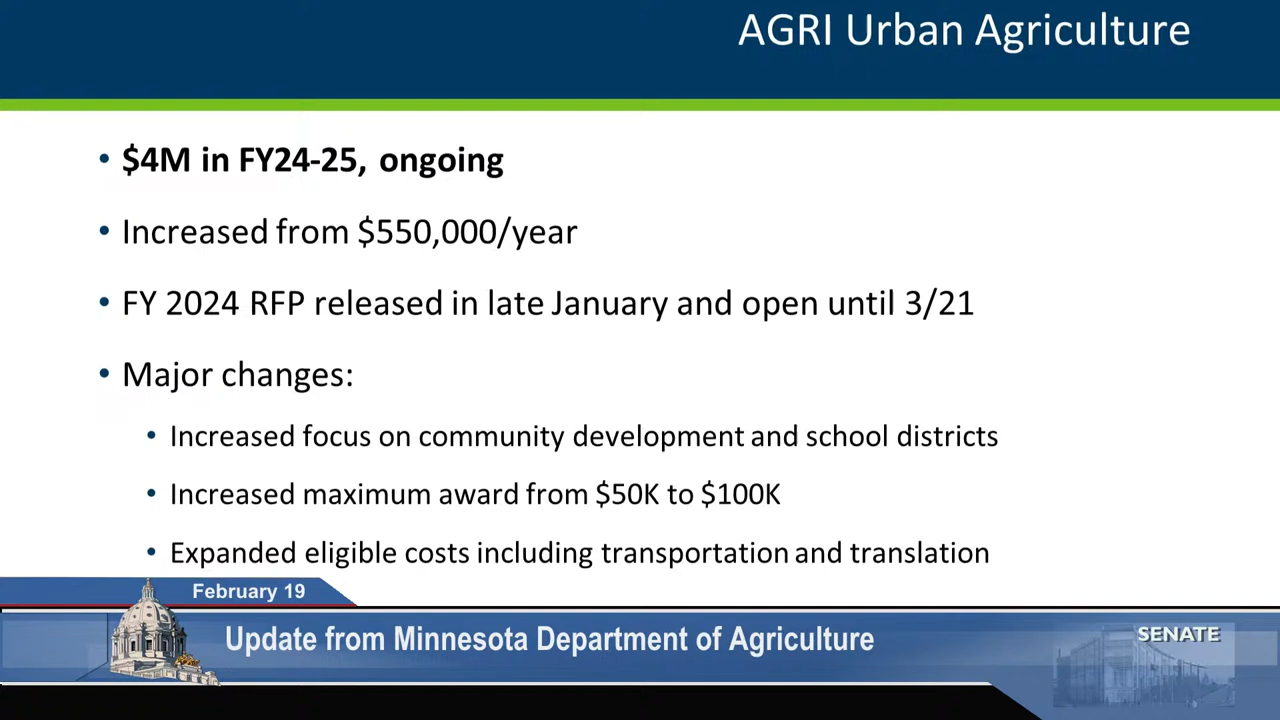 AGRI Urban Agriculture
• $4M in FY24-25, ongoing
• Increased from $550,000/year
• FY 2024 RFP released in late January and open until 3/21
• Major changes:
• Increased focus on community development and school districts
• Increased maximum award from $50K to $100K
• Expanded eligible costs including transportation and translation
February 19
Update from Minnesota Department of Agriculture
SENATE